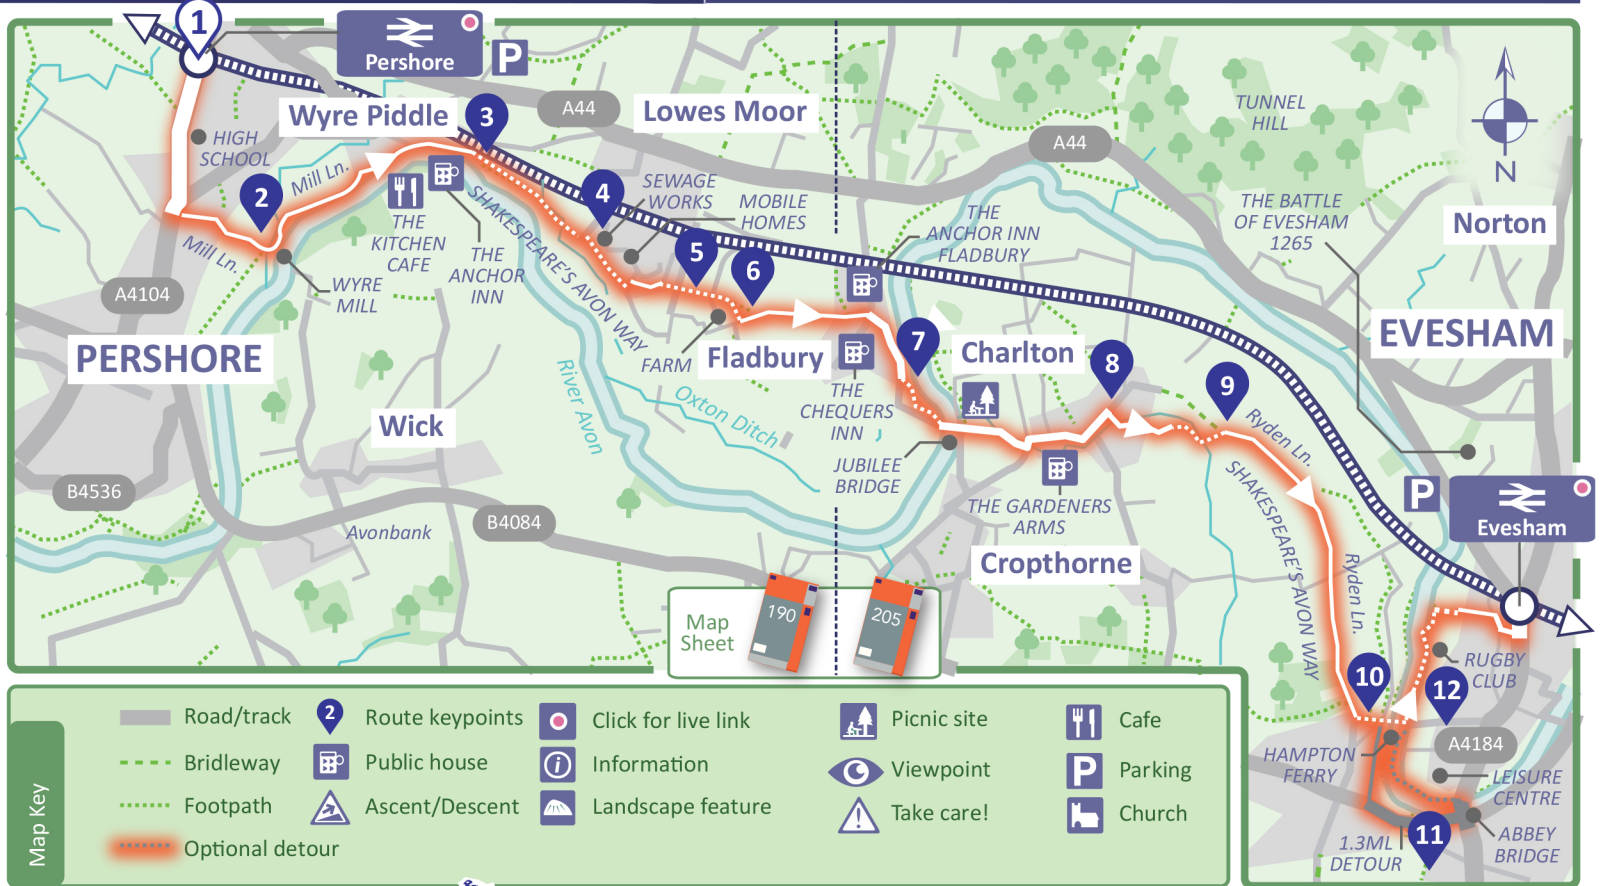 1
Pershore
P
HIGH
SCHOOL
Wyre Piddle
3
A44
Lowes Moor
A44
TUNNEL
HILL
N
2
Mill Ln.
Mill Ln.
THE
KITCHEN
CAFE
THE
ANCHOR
INN
WYRE
MILL
4
SEWAGE
WORKS
MOBILE
HOMES
5
6
SHAKESPEARE'S AVON WAY
THE
ANCHOR INN
FLADBURY
THE BATTLE
OF EVESHAM
1265
Norton
A4104
PERSHORE
FARM
Fladbury
7
Charlton
8
9
EVESHAM
River Avon
Oxton Ditch
THE
CHEQUERS
INN
JUBILEE
BRIDGE
Wick
Ryden Ln.
SHAKESPEARE'S AVON WAY
B4536
Avonbank
B4084
THE GARDENERS
ARMS
Cropthorne
P
Evesham
Ryden Ln.
Map
Sheet
190
205
10
12
RUGBY
CLUB
A4184
HAMPTON
FERRY
LEISURE
CENTRE
11
1.3ML
DETOUR
ABBEY
BRIDGE
Map Key
Road/track
2
Route keypoints
Click for live link
Picnic site
Cafe
Bridleway
Public house
i
Information
Viewpoint
P
Parking
Footpath
Ascent/Descent
Landscape feature
Take care!
Church
Optional detour